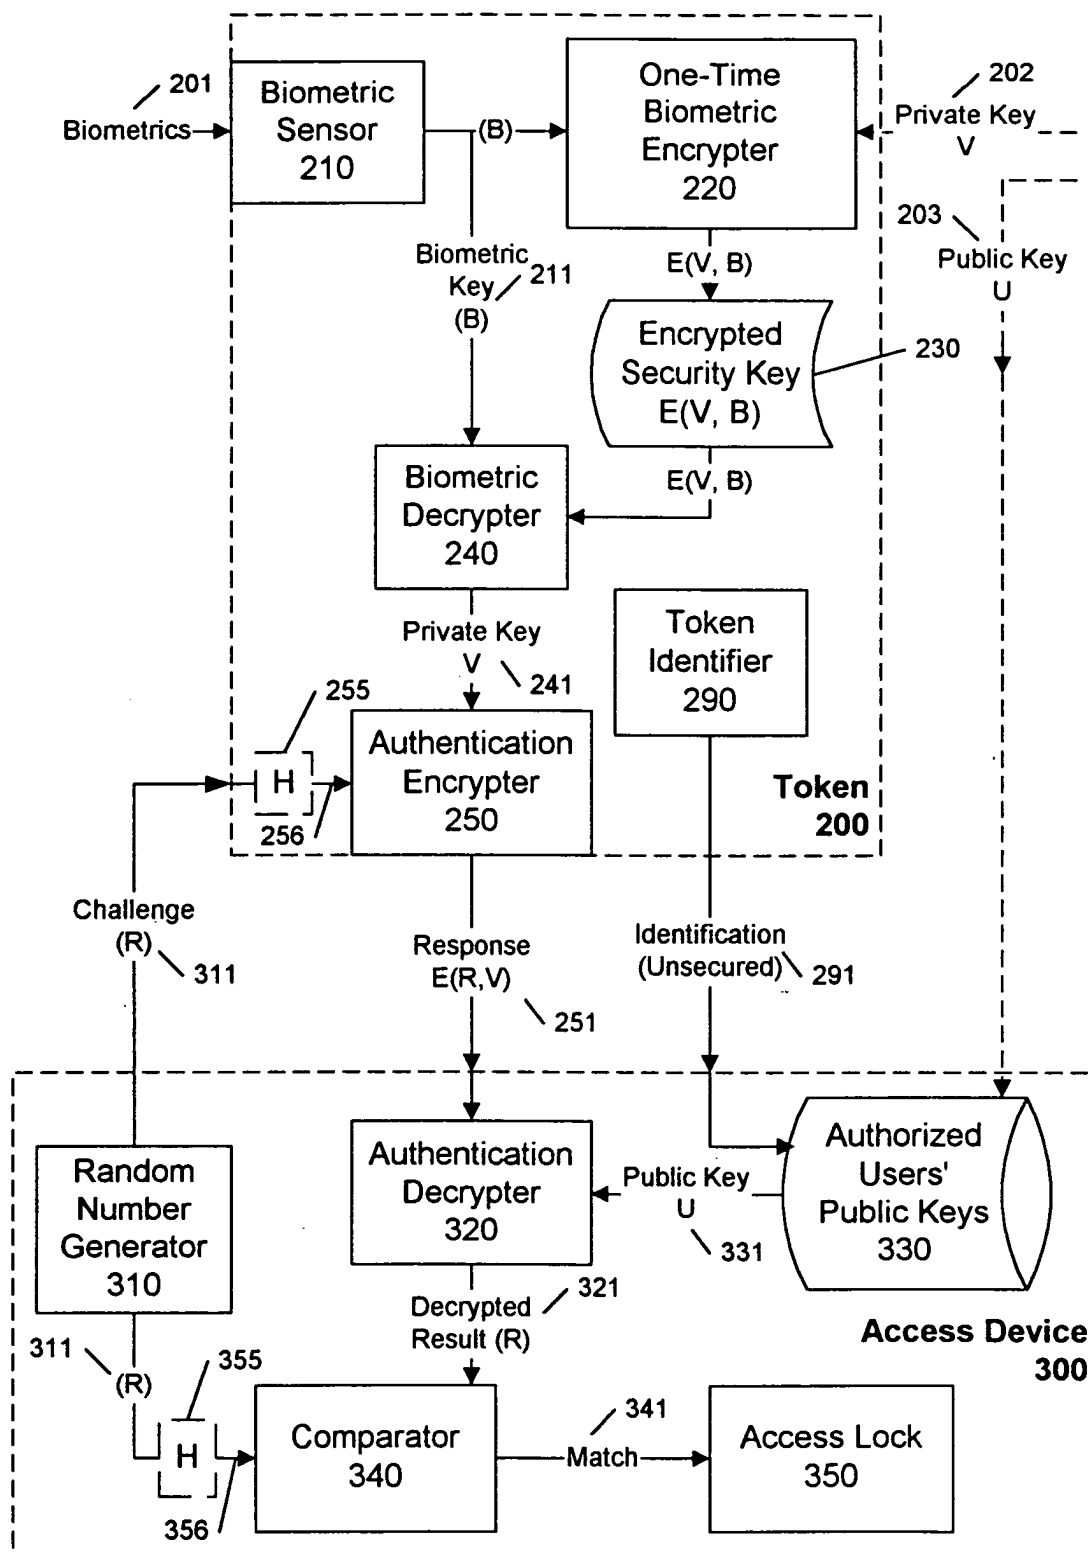 201
Biometrics
Biometric
Sensor
210
(B)
One-Time
Biometric
Encrypter
220
202
Private Key
V
203
Public Key
U
Biometric
Key
(B)
211
E(V, B)
Encrypted
Security Key
E(V, B)
230
E(V, B)
Biometric
Decrypter
240
Private Key
V
241
Token
Identifier
290
255
H
256
Authentication
Encrypter
250
Token
200
Challenge
(R)
311
Response
E(R,V)
251
Identification
(Unsecured)
291
Random
Number
Generator
310
Authentication
Decrypter
320
Public Key
U
331
Authorized
Users'
Public Keys
330
Decrypted
Result (R)
321
Access Device
300
311
(R)
355
H
356
Comparator
340
341
Match
Access Lock
350